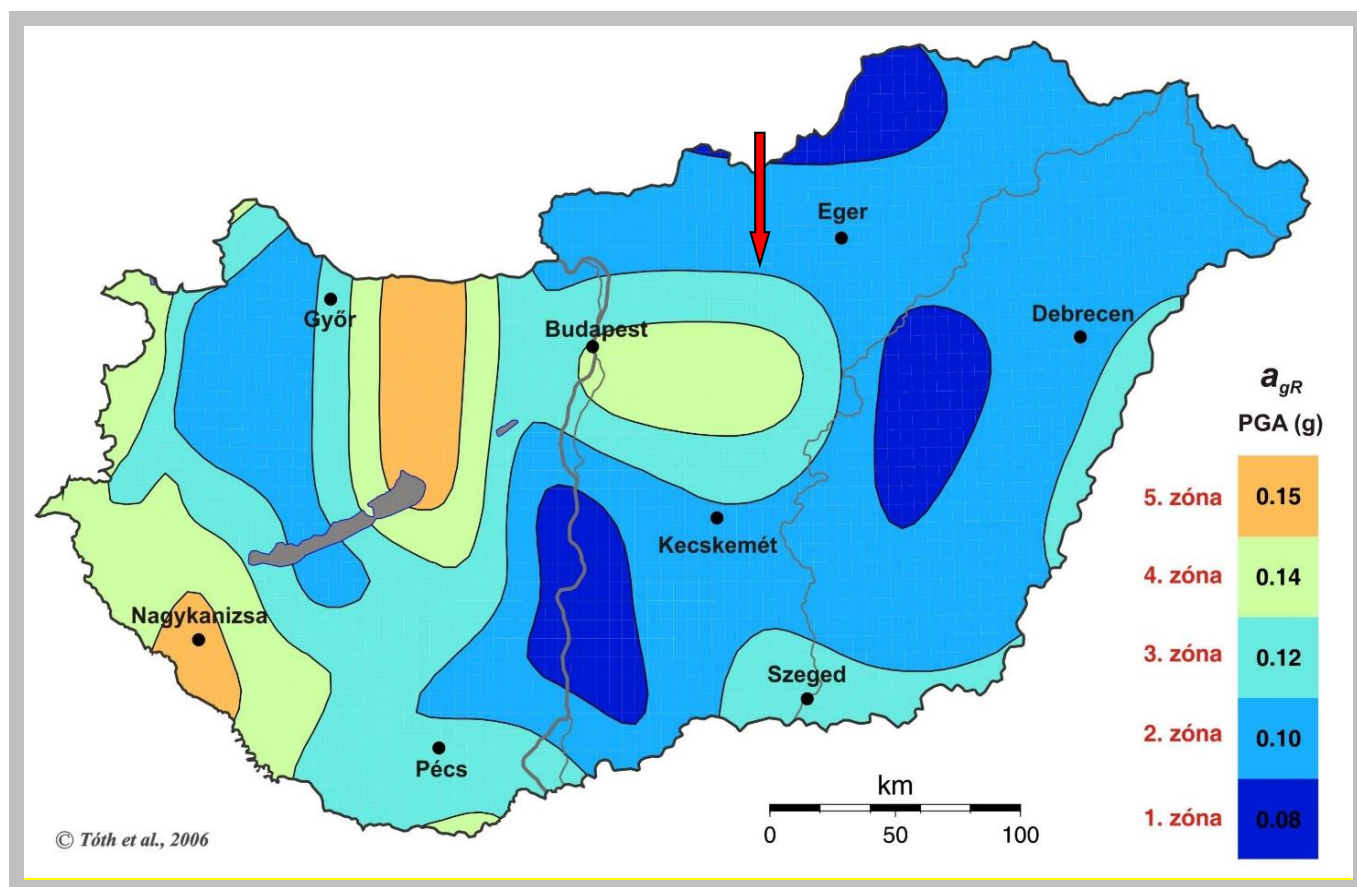 Eger
Győr
Budapest
Debrecen
Kecskemét
Nagykanizsa
Szeged
Pécs
a_gR
PGA (g)
5. zóna 0.15
4. zóna 0.14
3. zóna 0.12
2. zóna 0.10
1. zóna 0.08
km
0 50 100
© Tóth et al., 2006